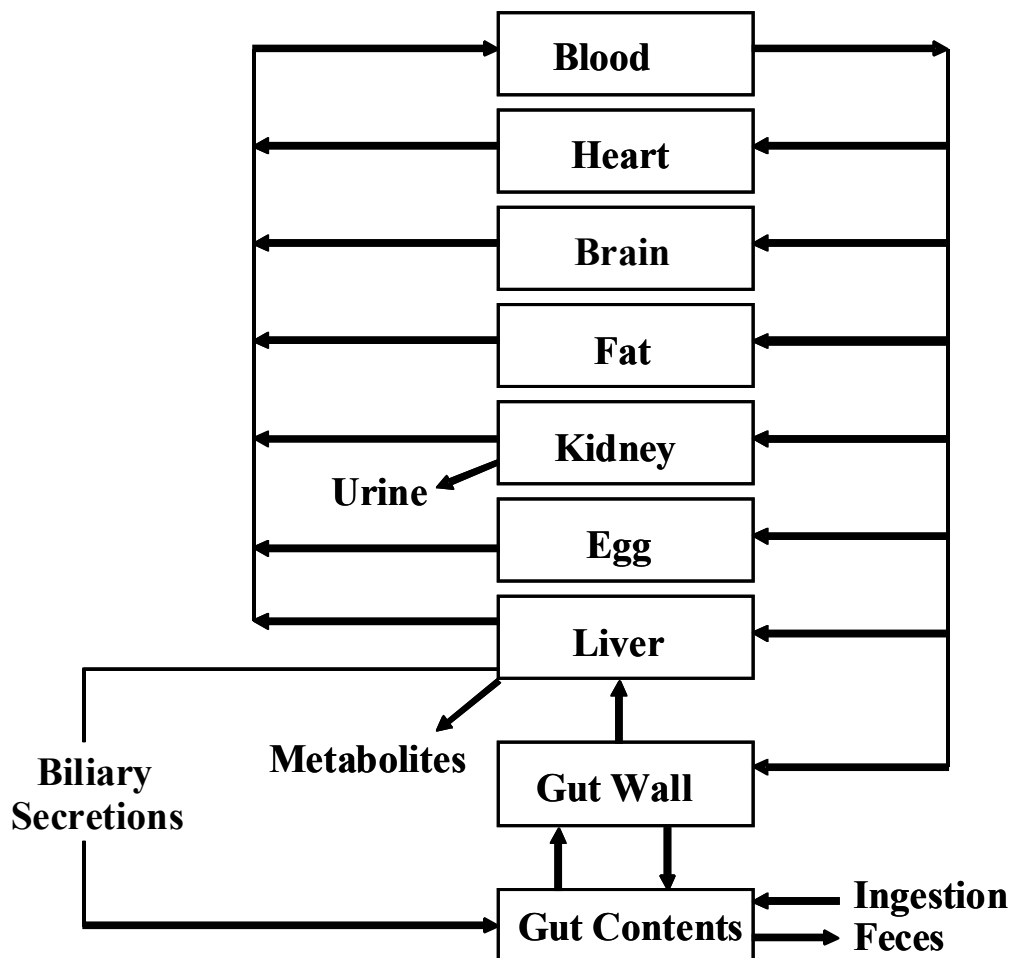 Blood
Heart
Brain
Fat
Kidney
Urine
Egg
Liver
Metabolites
Biliary
Secretions
Gut Wall
Gut Contents
Ingestion
Feces